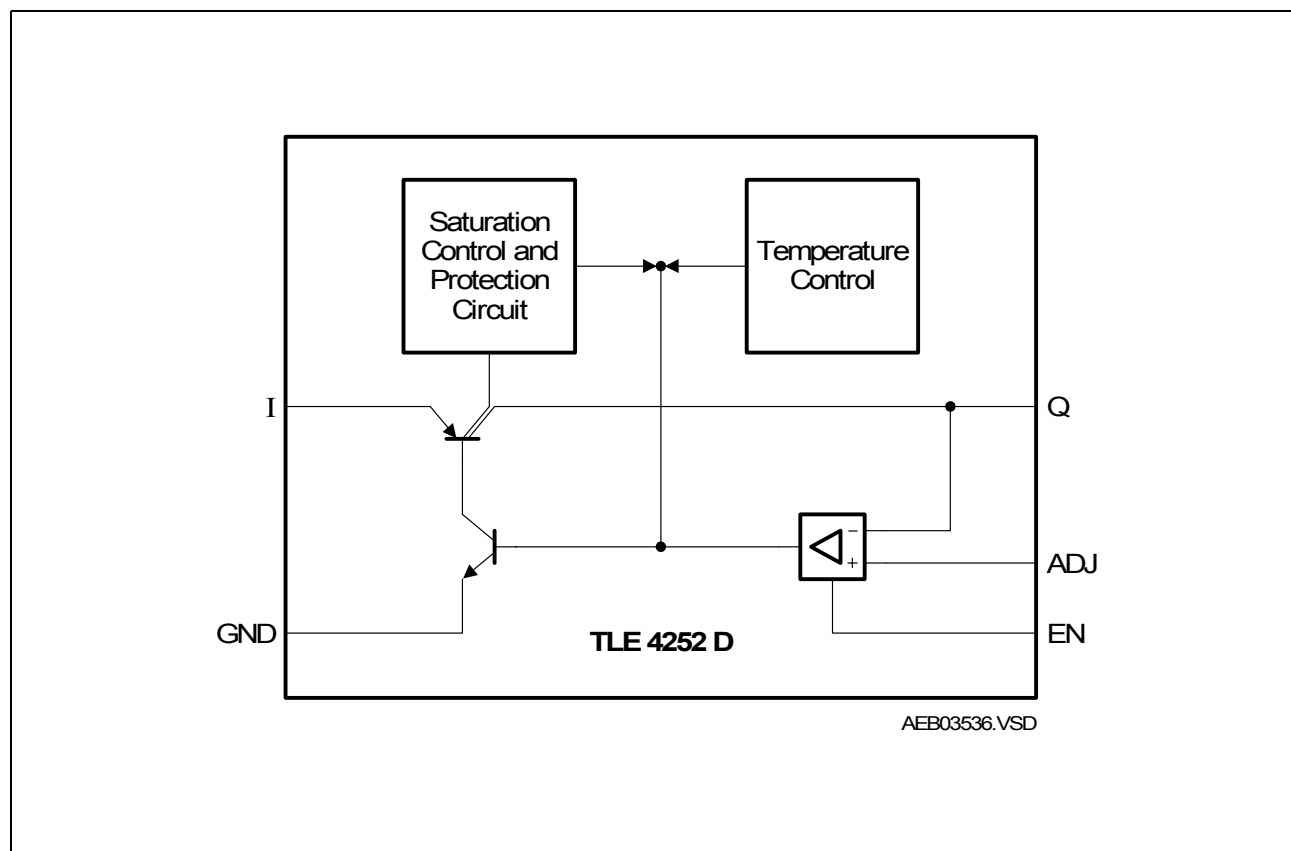 Saturation
Control and
Protection
Circuit
Temperature
Control
I
Q
−
+
ADJ
GND
EN
TLE 4252 D
AEB03536.VSD